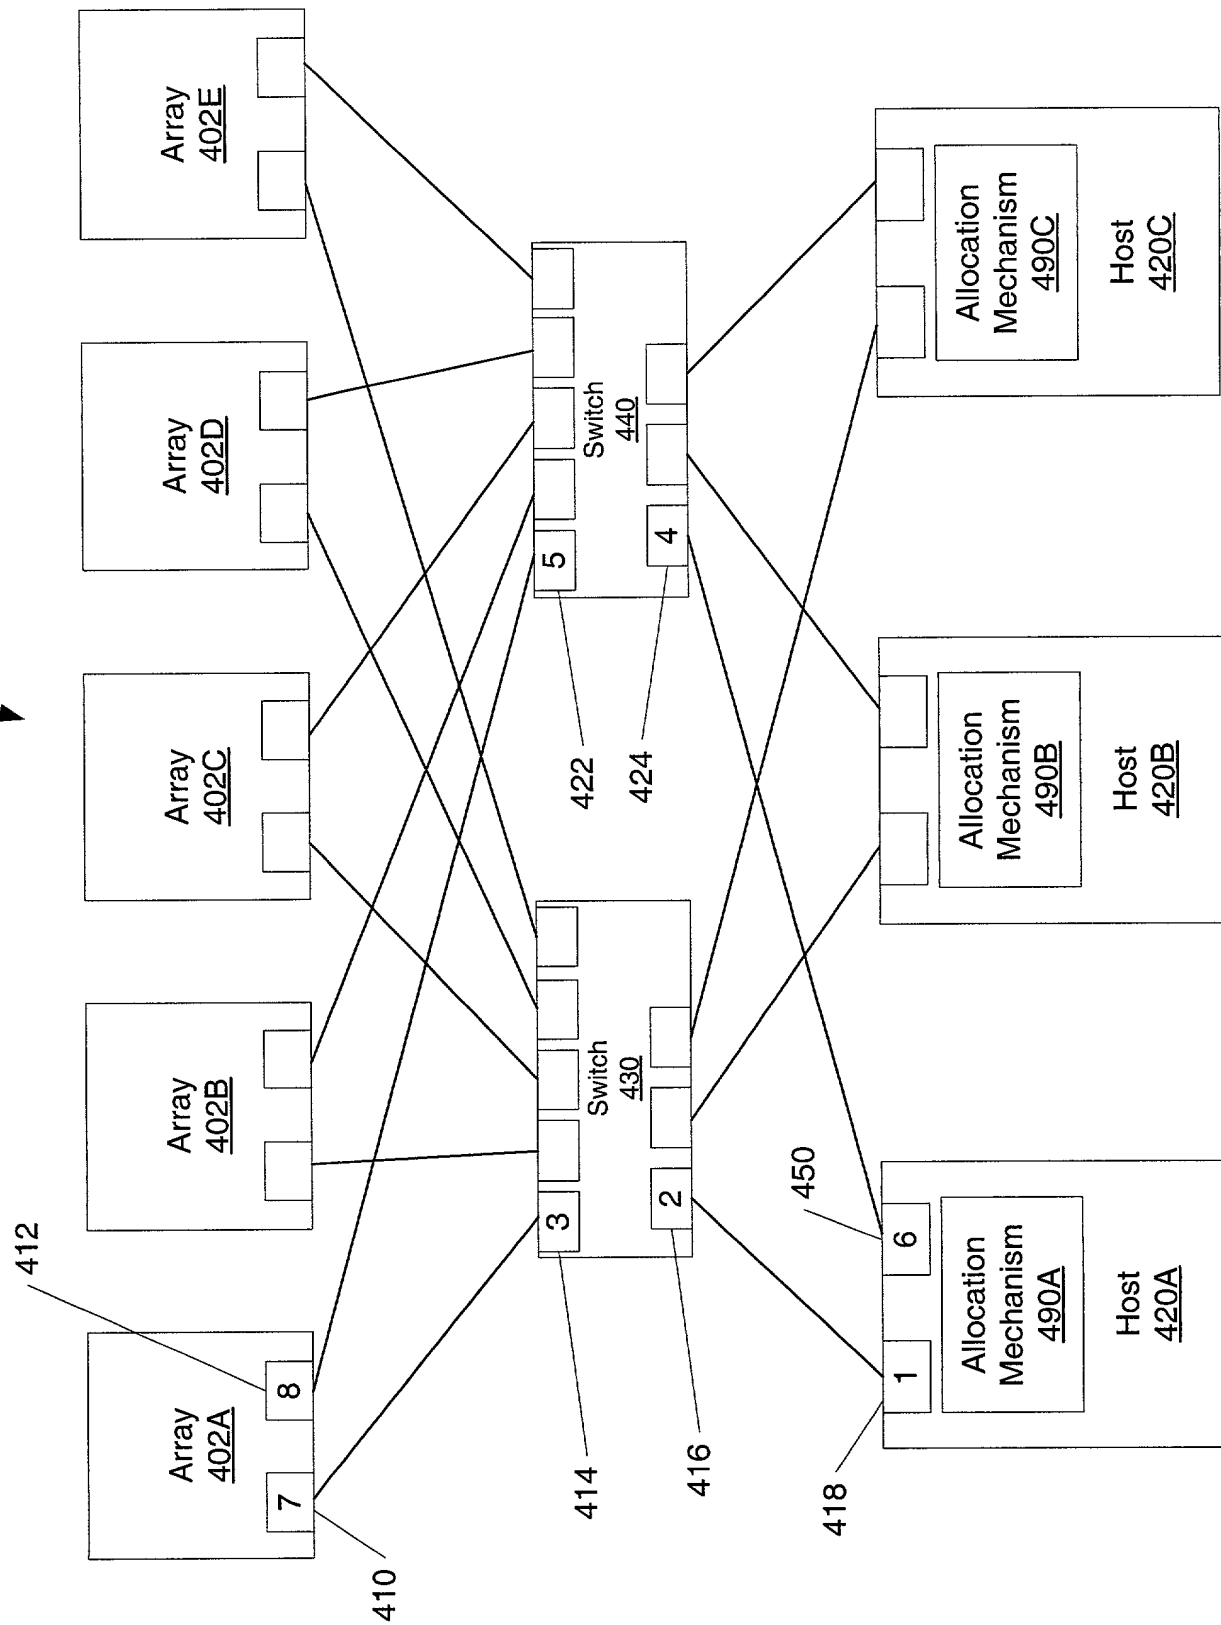 Array
402A
7
8
412
410
Array
402B
Array
402C
Array
402D
Array
402E
3
414
Switch
430
2
416
5
422
Switch
440
4
424
1
418
6
450
Allocation
Mechanism
490A
Host
420A
Allocation
Mechanism
490B
Host
420B
Allocation
Mechanism
490C
Host
420C